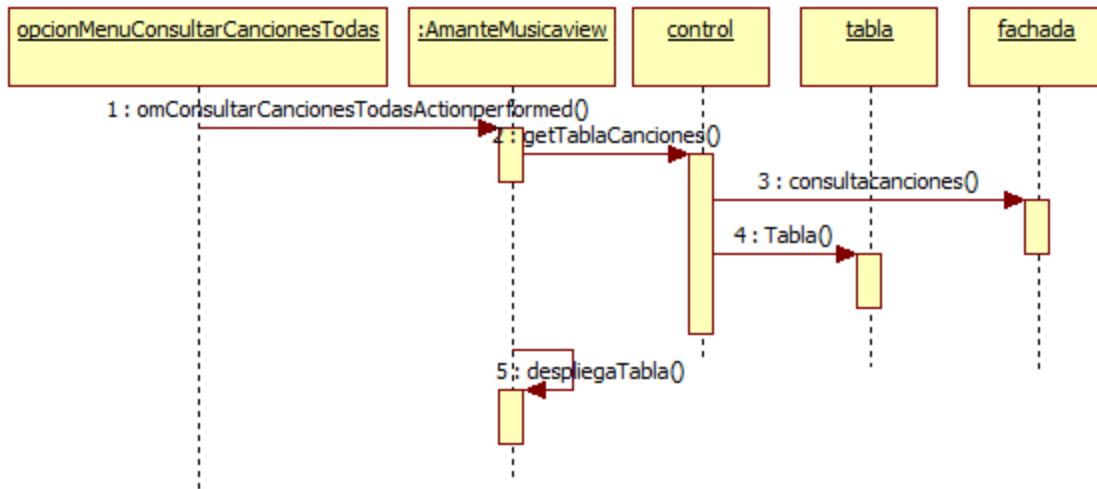 opcionMenuConsultarCancionesTodas
:AmanteMusicaview
control
tabla
fachada
1 : omConsultarCancionesTodasActionperformed()
2 : getTablaCanciones()
3 : consultacanciones()
4 : Tabla()
5 : despliegaTabla()